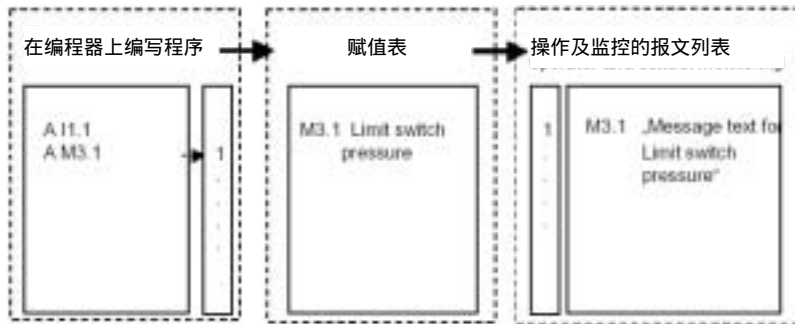 在编程器上编写程序
赋值表
操作及监控的报文列表
A I1.1
A M3.1
1
M3.1 Limit switch
pressure
1
M3.1 „Message text for
Limit switch
pressure“